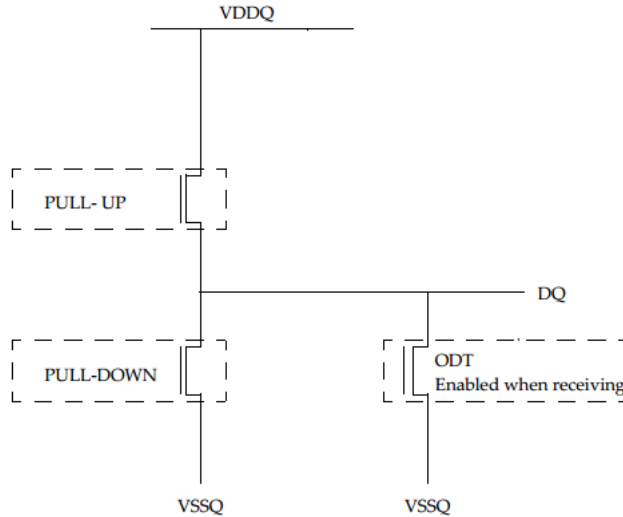 VDDQ
PULL- UP
DQ
PULL-DOWN
ODT
Enabled when receiving
VSSQ
VSSQ